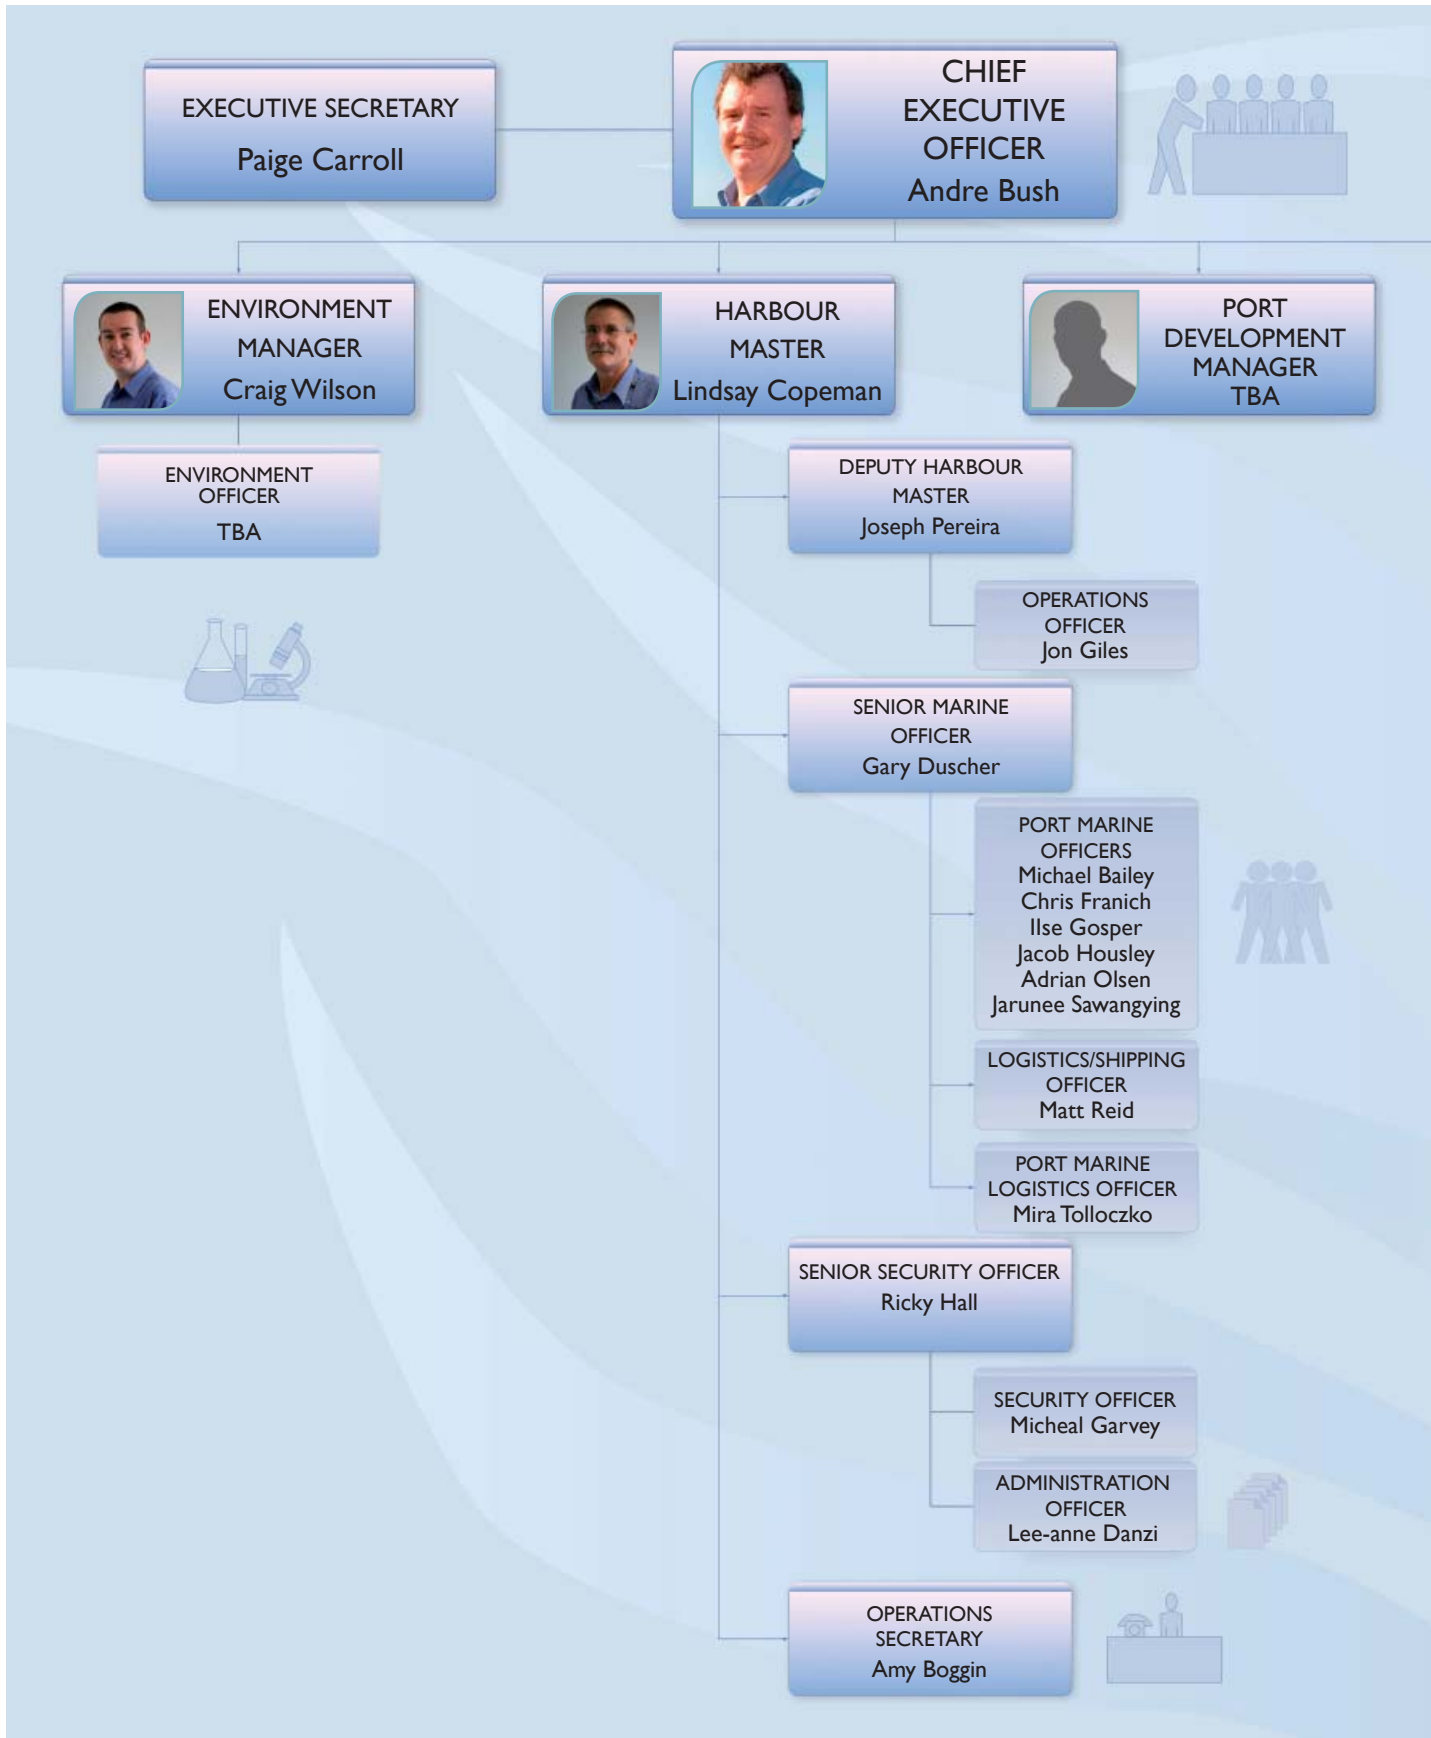 EXECUTIVE SECRETARY
Paige Carroll
CHIEF
EXECUTIVE
OFFICER
Andre Bush
ENVIRONMENT
MANAGER
Craig Wilson
HARBOUR
MASTER
Lindsay Copeman
PORT
DEVELOPMENT
MANAGER
TBA
ENVIRONMENT
OFFICER
TBA
DEPUTY HARBOUR
MASTER
Joseph Pereira
OPERATIONS
OFFICER
Jon Giles
SENIOR MARINE
OFFICER
Gary Duscher
PORT MARINE
OFFICERS
Michael Bailey
Chris Franich
Ilse Gosper
Jacob Housley
Adrian Olsen
Jarunee Sawangying
LOGISTICS/SHIPPING
OFFICER
Matt Reid
PORT MARINE
LOGISTICS OFFICER
Mira Tolloczko
SENIOR SECURITY OFFICER
Ricky Hall
SECURITY OFFICER
Micheal Garvey
ADMINISTRATION
OFFICER
Lee-anne Danzi
OPERATIONS
SECRETARY
Amy Boggin